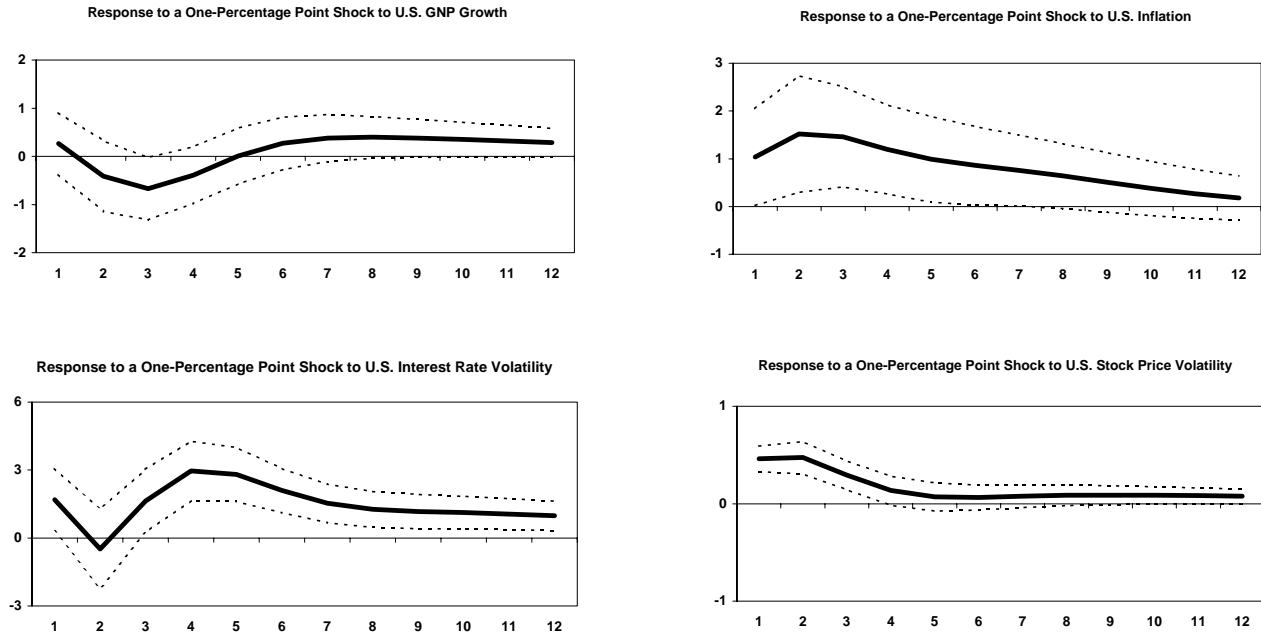 Response to a One-Percentage Point Shock to U.S. GNP Growth
2
1
0
-1
-2
1 2 3 4 5 6 7 8 9 10 11 12
Response to a One-Percentage Point Shock to U.S. Inflation
3
2
1
0
-1
1 2 3 4 5 6 7 8 9 10 11 12
Response to a One-Percentage Point Shock to U.S. Interest Rate Volatility
6
3
0
-3
1 2 3 4 5 6 7 8 9 10 11 12
Response to a One-Percentage Point Shock to U.S. Stock Price Volatility
1
0
-1
1 2 3 4 5 6 7 8 9 10 11 12